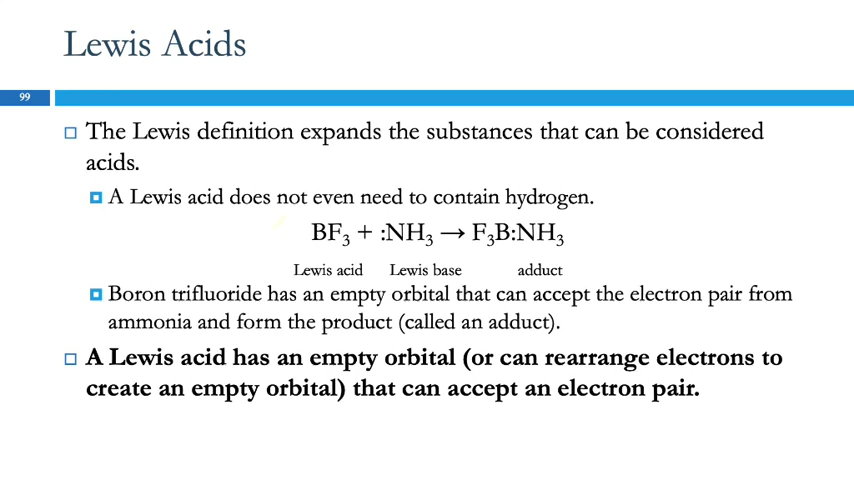 Lewis Acids
99
The Lewis definition expands the substances that can be considered
acids.
A Lewis acid does not even need to contain hydrogen.
BF₃ + :NH₃ → F₃B:NH₃
Lewis acid Lewis base adduct
Boron trifluoride has an empty orbital that can accept the electron pair from
ammonia and form the product (called an adduct).
A Lewis acid has an empty orbital (or can rearrange electrons to
create an empty orbital) that can accept an electron pair.